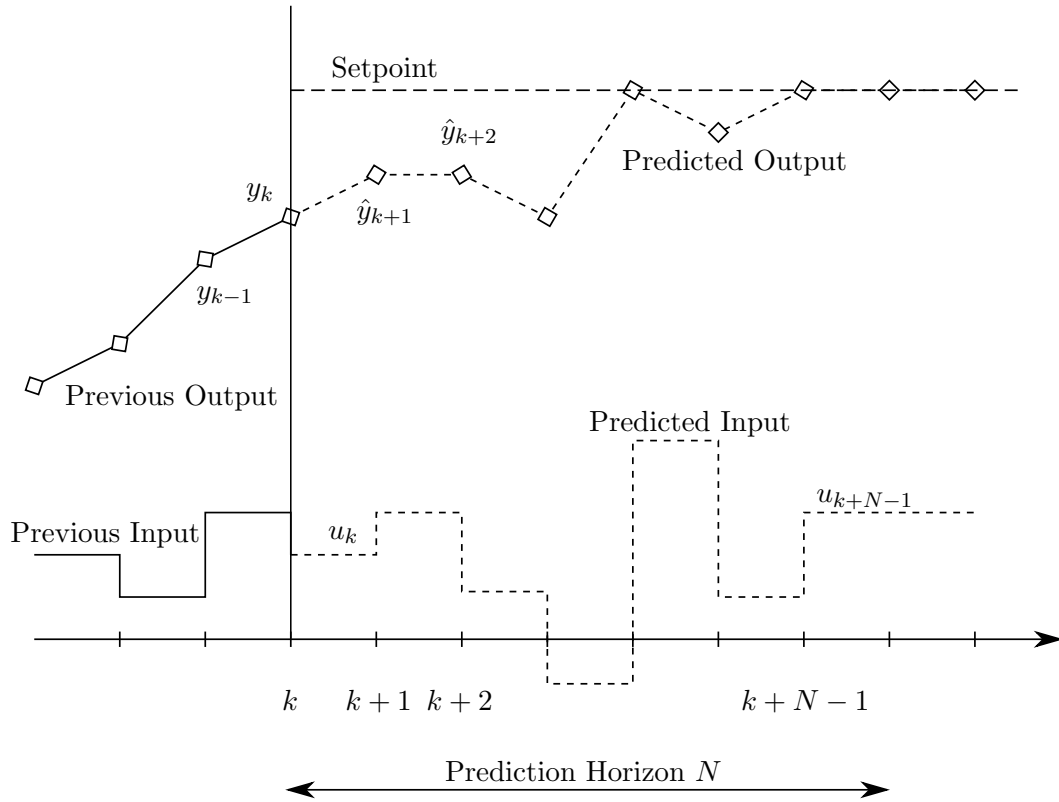 Setpoint
ŷₖ₊₂
Predicted Output
yₖ
ŷₖ₊₁
yₖ₋₁
Previous Output
Predicted Input
uₖ₊N₋₁
Previous Input
uₖ
k
k + 1
k + 2
k + N − 1
Prediction Horizon N